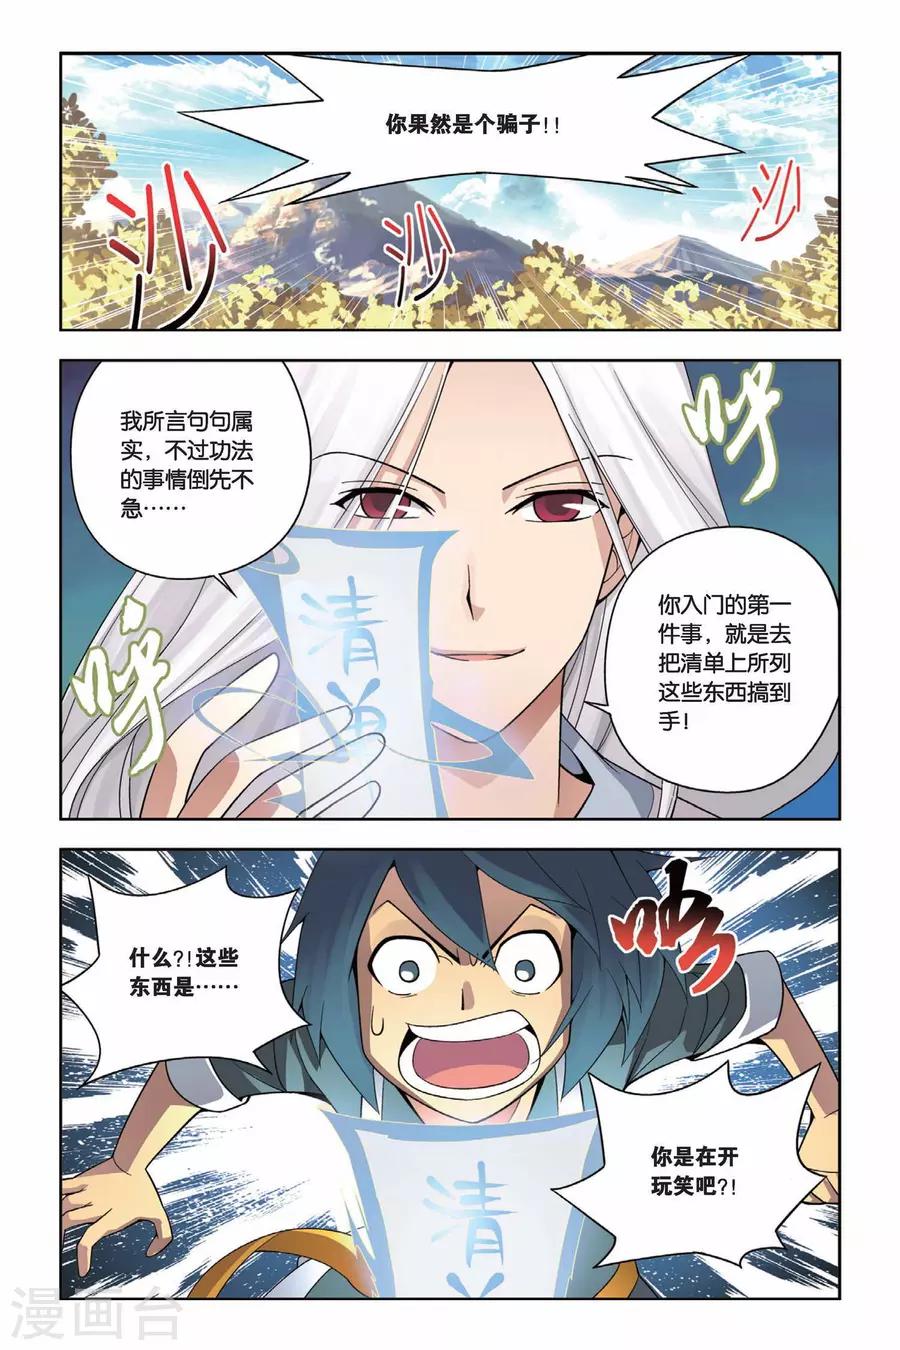 你果然是个骗子!!
沙
沙
沙
我所言句句属
实，不过功法
的事情倒先不
急……
呼
清单
呼
你入门的第一
件事，就是去
把清单上所列
这些东西搞到
手！
什么?!这些
东西是……
你是在开
玩笑吧?!
清单
漫画台